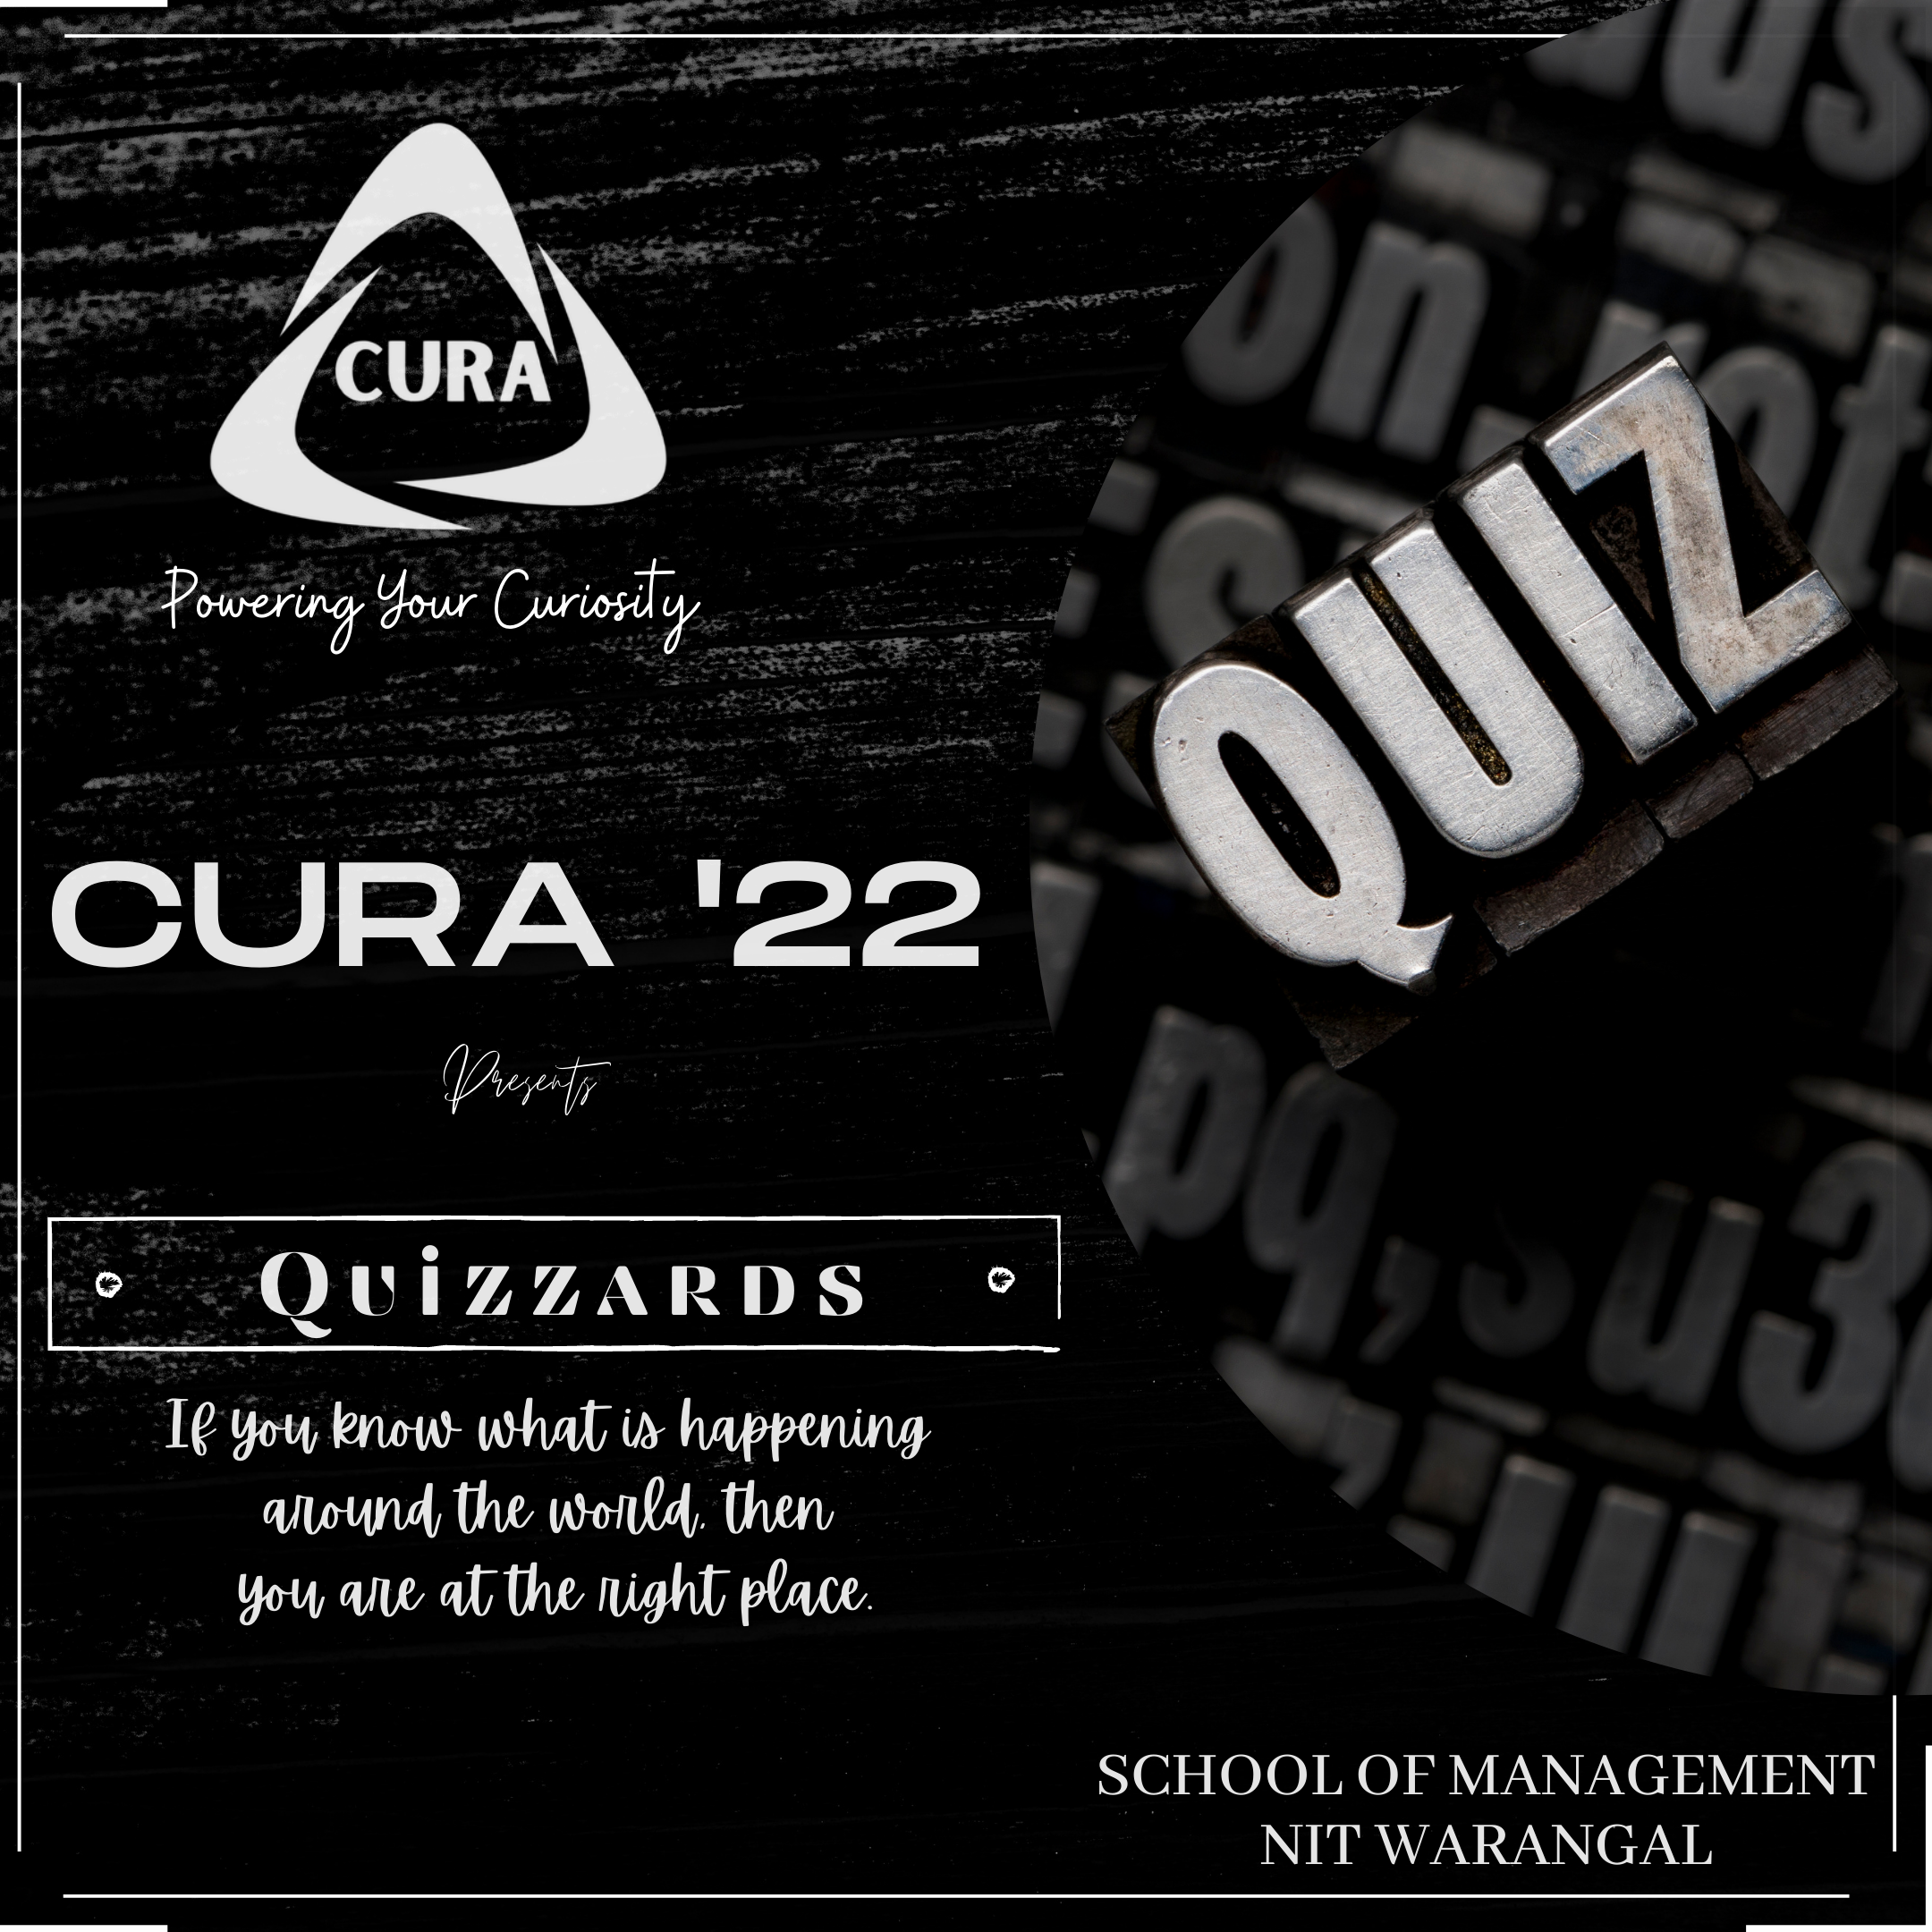 CURA
Powering Your Curiosity
CURA '22
Presents
QUiZZARDS
If you know what is happening
around the world, then
you are at the right place.
QUIZ
SCHOOL OF MANAGEMENT
NIT WARANGAL